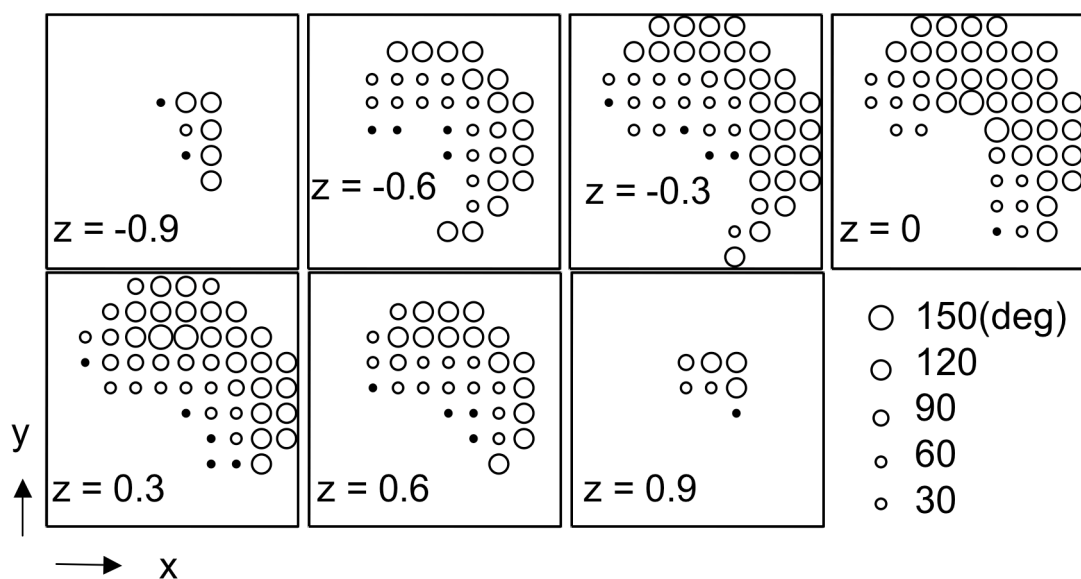 z = -0.9
z = -0.6
z = -0.3
z = 0
z = 0.3
z = 0.6
z = 0.9
150(deg)
120
90
60
30
y
x